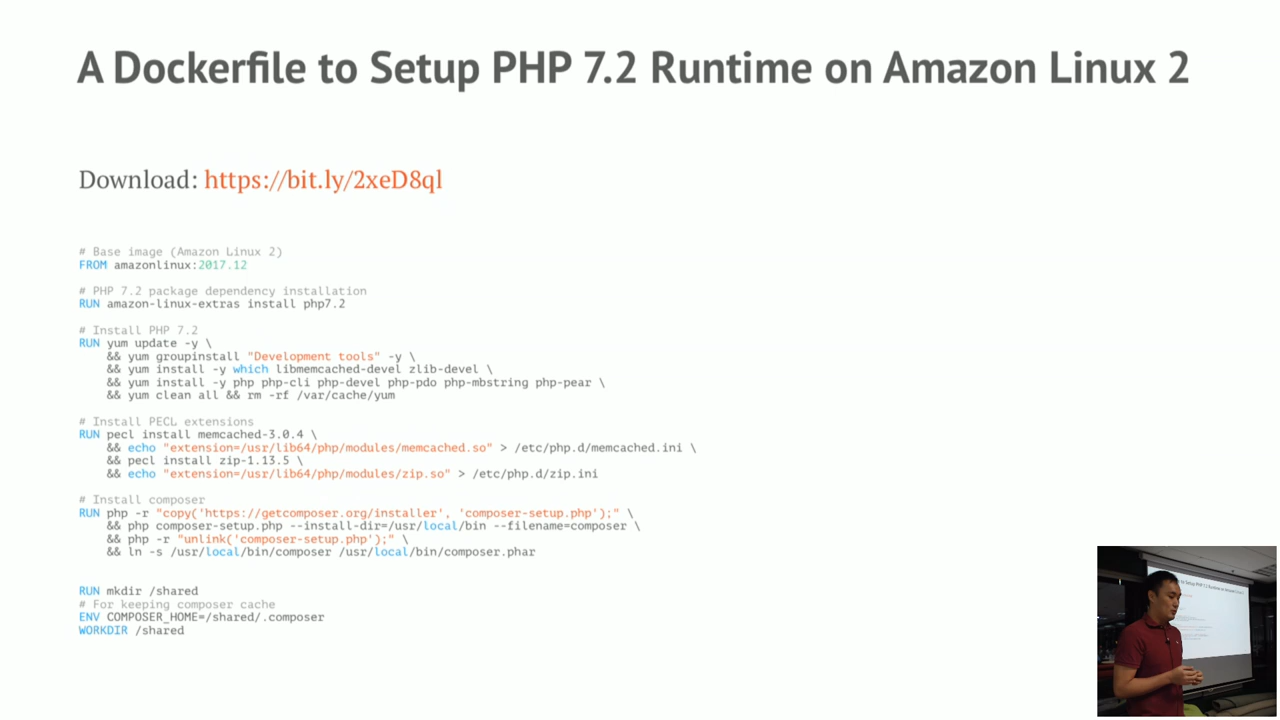 A Dockerfile to Setup PHP 7.2 Runtime on Amazon Linux 2
Download: https://bit.ly/2xeD8ql
# Base image (Amazon Linux 2)
FROM amazonlinux:2017.12
# PHP 7.2 package dependency installation
RUN amazon-linux-extras install php7.2
# Install PHP 7.2
RUN yum update -y \
&& yum groupinstall "Development tools" -y \
&& yum install -y which libmemcached-devel zlib-devel \
&& yum install -y php php-cli php-devel php-pdo php-mbstring php-pear \
&& yum clean all && rm -rf /var/cache/yum
# Install PECL extensions
RUN pecl install memcached-3.0.4 \
&& echo "extension=/usr/lib64/php/modules/memcached.so" > /etc/php.d/memcached.ini \
&& pecl install zip-1.13.5 \
&& echo "extension=/usr/lib64/php/modules/zip.so" > /etc/php.d/zip.ini
# Install composer
RUN php -r "copy('https://getcomposer.org/installer', 'composer-setup.php');" \
&& php composer-setup.php --install-dir=/usr/local/bin --filename=composer \
&& php -r "unlink('composer-setup.php');" \
&& ln -s /usr/local/bin/composer /usr/local/bin/composer.phar
RUN mkdir /shared
# For keeping composer cache
ENV COMPOSER_HOME=/shared/.composer
WORKDIR /shared